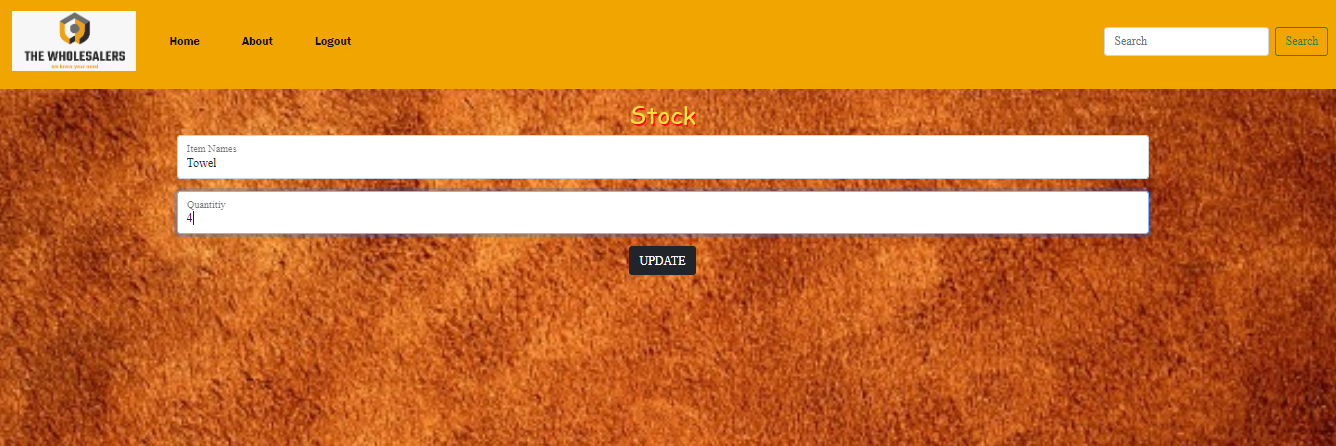 THE WHOLESALERS
we know your need
Home About Logout
Search Search
Stock
Item Names
Towel
Quantitiy
4
UPDATE